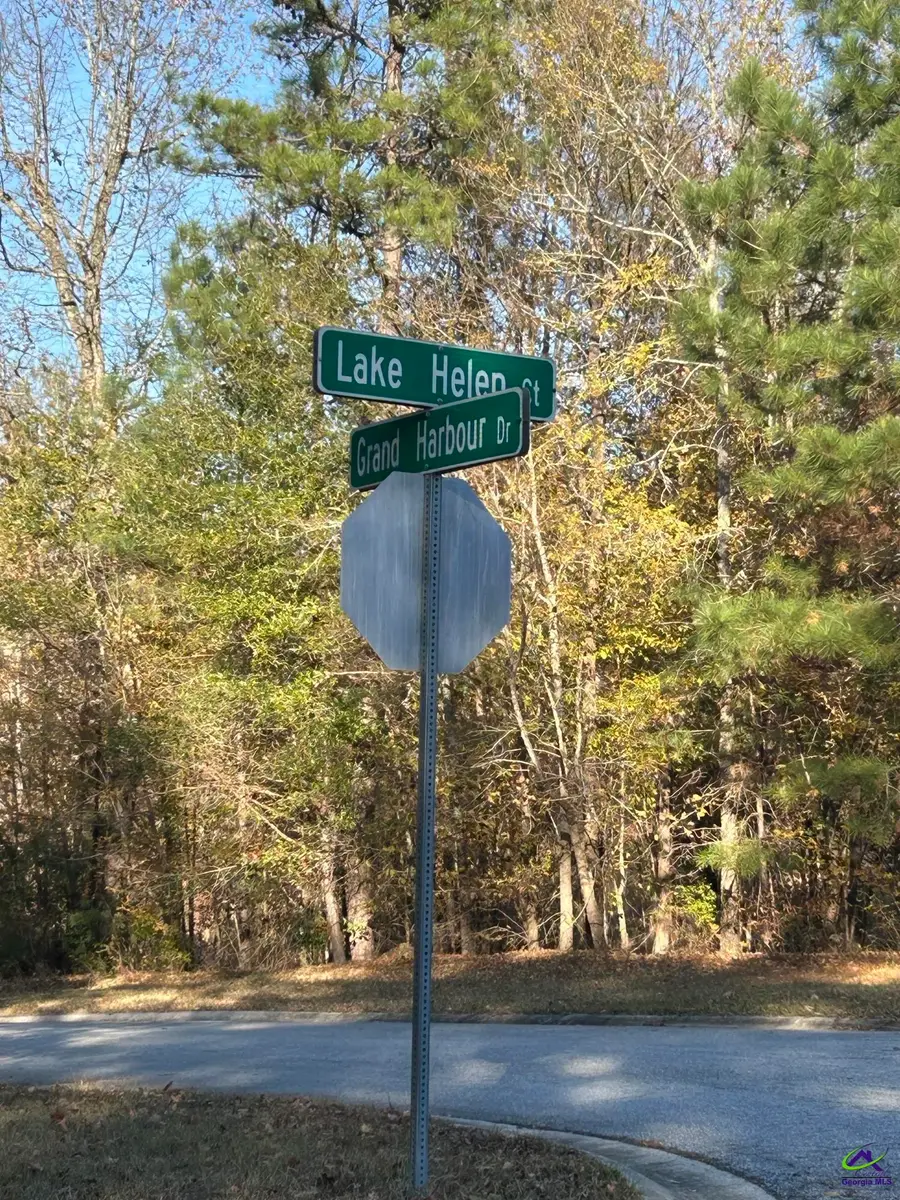 Lake Helen Ct
Grand Harbour Dr
Georgia MLS